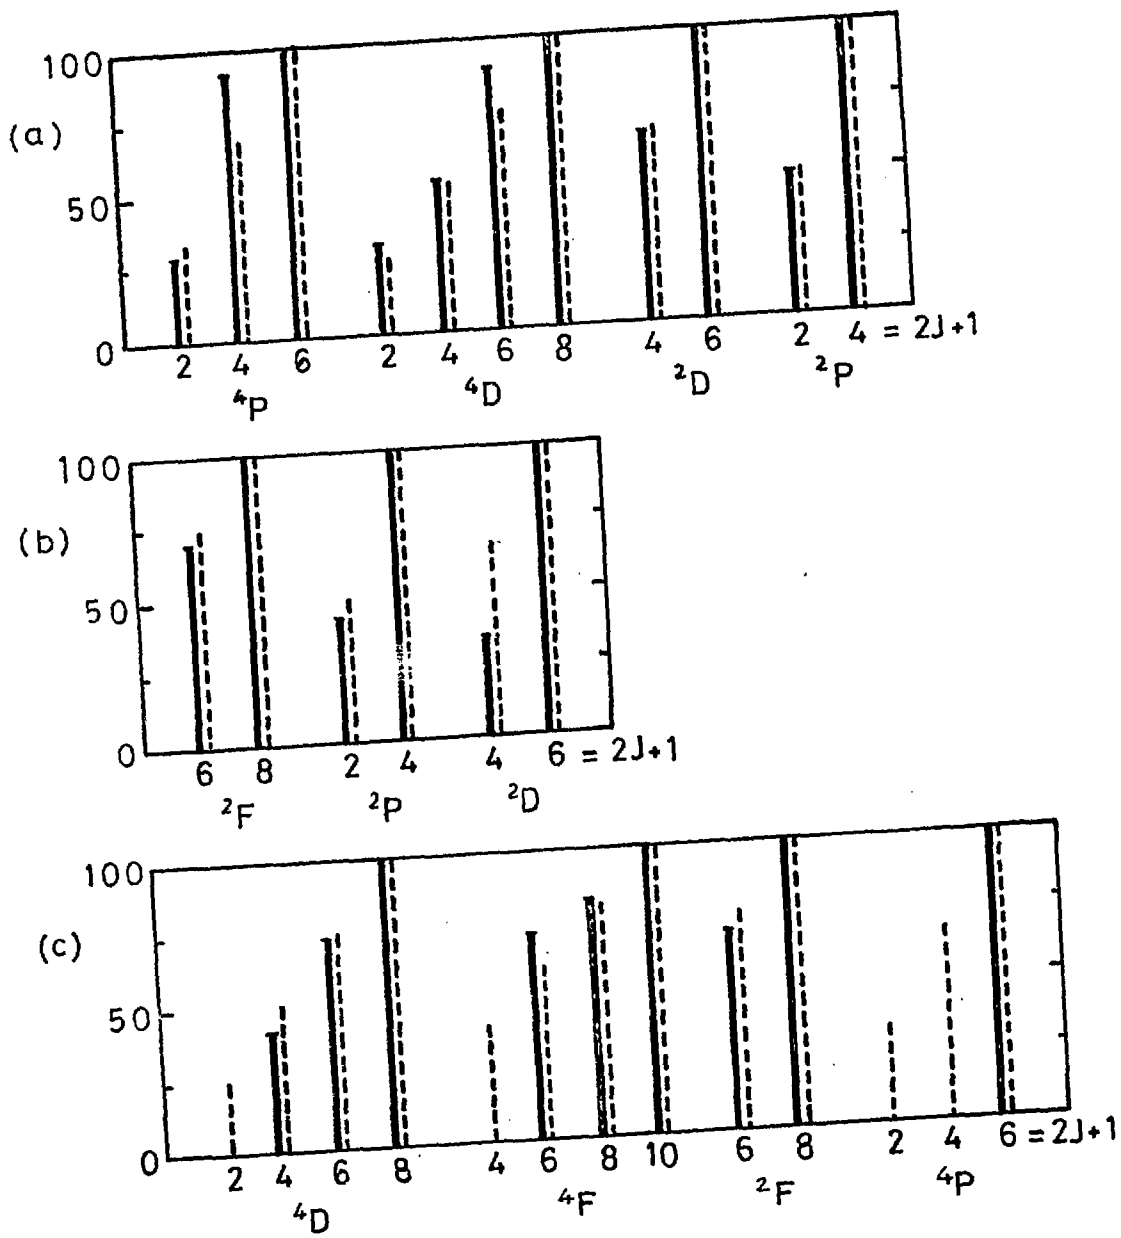 (a)
100
50
0
2 4 6 2 4 6 8 4 6 2 4 = 2J+1
⁴P ⁴D ²D ²P
(b)
100
50
0
6 8 2 4 4 6 = 2J+1
²F ²P ²D
(c)
100
50
0
2 4 6 8 4 6 8 10 6 8 2 4 6 = 2J+1
⁴D ⁴F ²F ⁴P